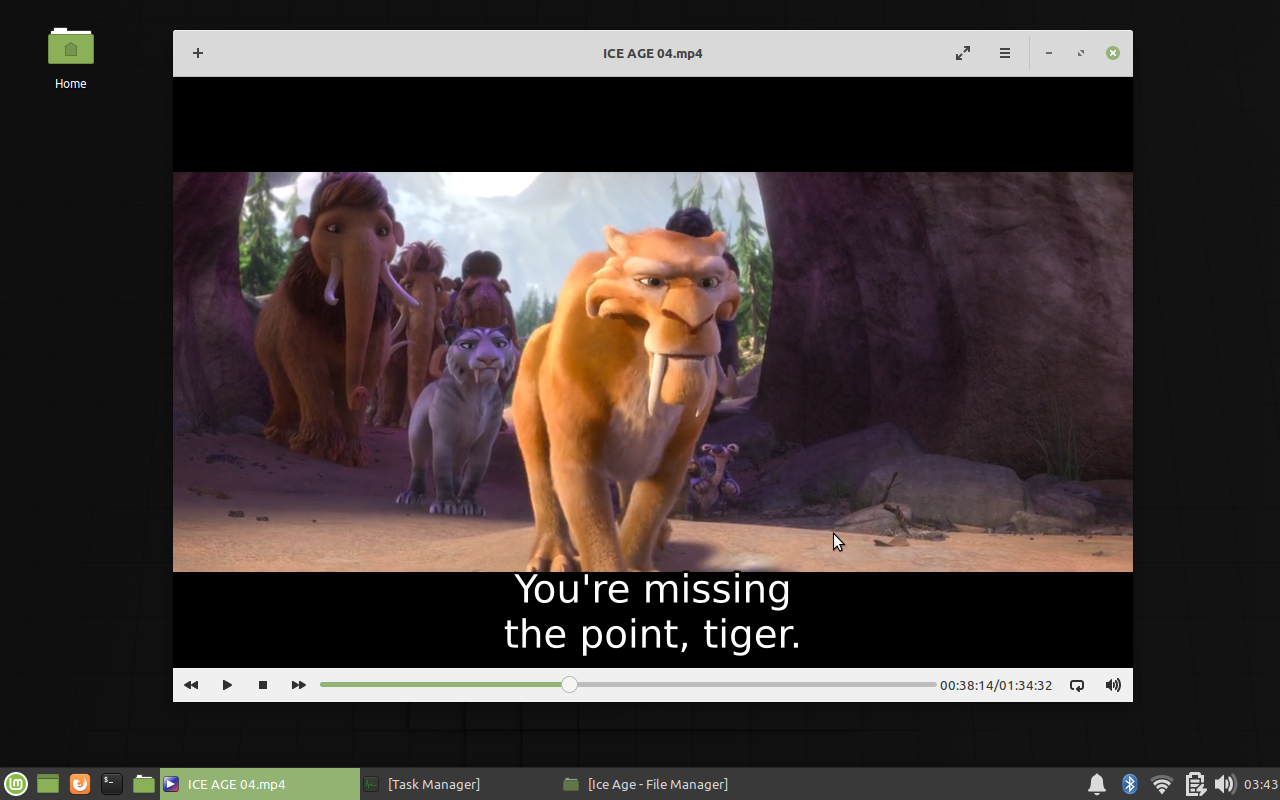 Home
ICE AGE 04.mp4
You're missing
the point, tiger.
00:38:14/01:34:32
ICE AGE 04.mp4
[Task Manager]
[Ice Age - File Manager]
03:43